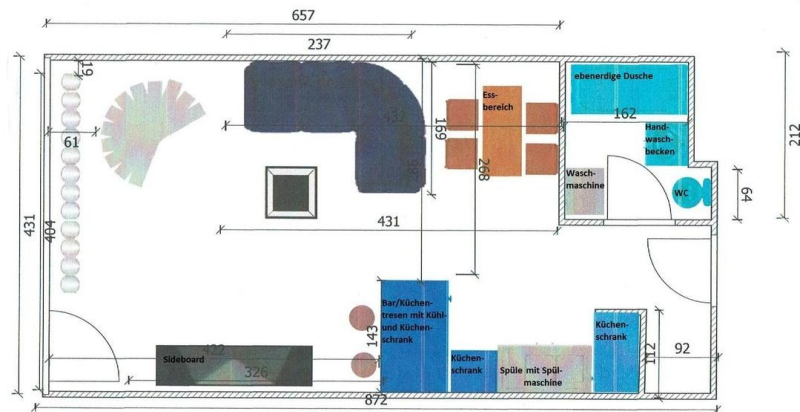 657
237
19
ebenerdige Dusche
Ess-
bereich
432
169
162
212
Hand-
wasch-
becken
61
268
Wasch-
maschine
WC
64
431
404
431
Bar/Küchen-
tresen mit Kühl-
und Küchen-
schrank
143
Küchen-
schrank
422
Sideboard
326
Küchen-
schrank
Spüle mit Spül-
maschine
112
92
872